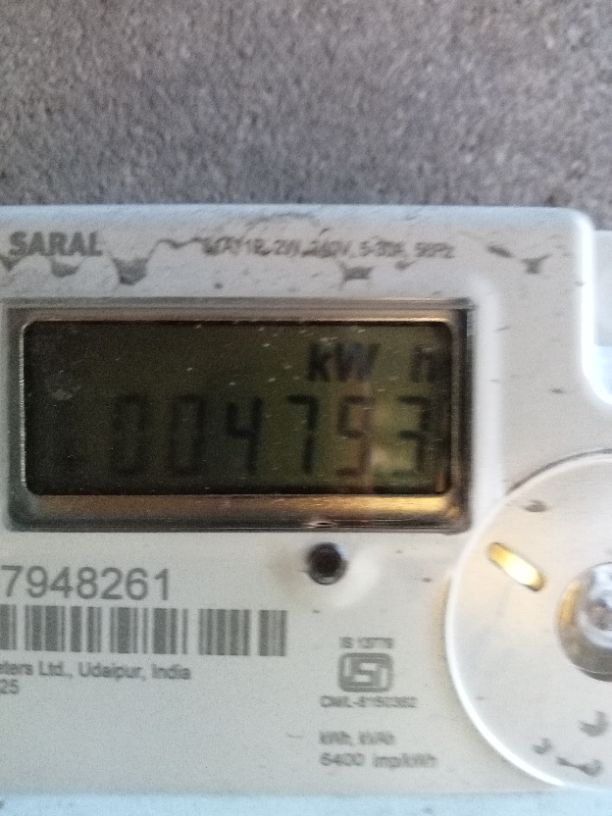 SARAL
kW h
004753
7948261
eters Ltd., Udaipur, India
25
IS 13779
kWh, kVAh
6400 imp/kWh